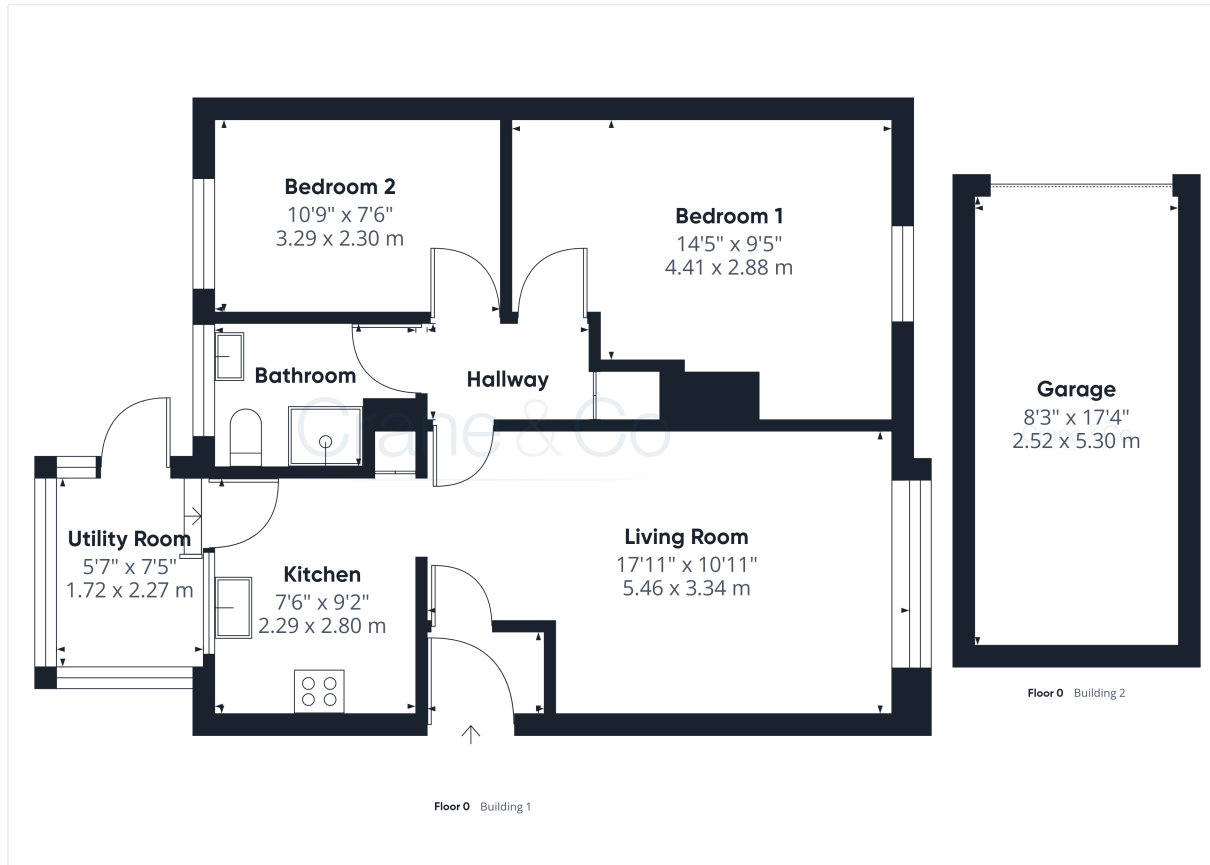 Bedroom 2
10'9" x 7'6"
3.29 x 2.30 m
Bedroom 1
14'5" x 9'5"
4.41 x 2.88 m
Bathroom
Hallway
Crane & Co
Garage
8'3" x 17'4"
2.52 x 5.30 m
Utility Room
5'7" x 7'5"
1.72 x 2.27 m
Kitchen
7'6" x 9'2"
2.29 x 2.80 m
Living Room
17'11" x 10'11"
5.46 x 3.34 m
Floor 0 Building 2
Floor 0 Building 1